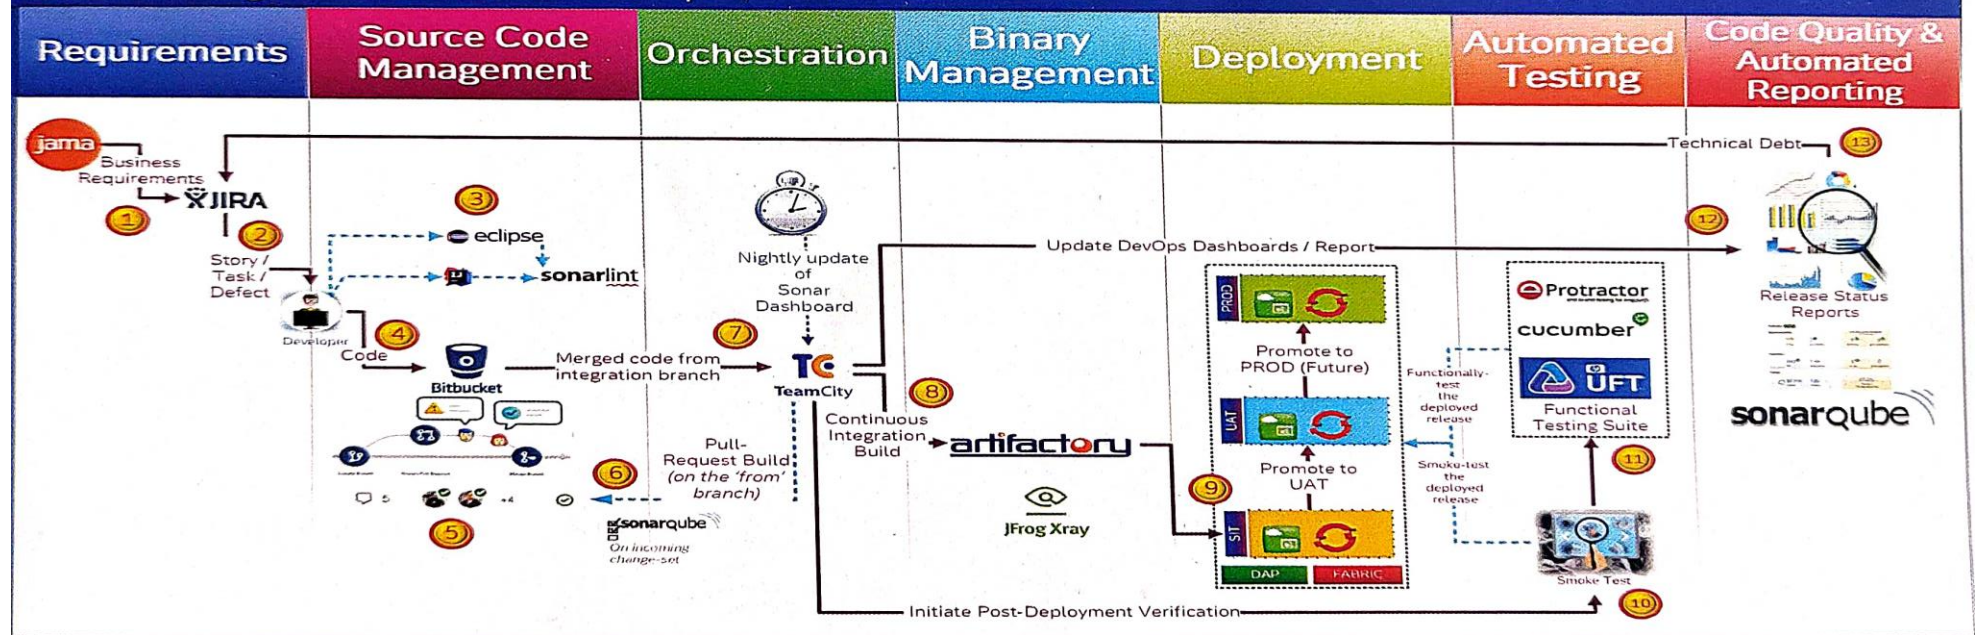 Requirements
Source Code
Management
Orchestration
Binary
Management
Deployment
Automated
Testing
Code Quality &
Automated
Reporting
jama
Business
Requirements
JIRA
1
2
Story /
Task /
Defect
Developer
3
eclipse
sonarlint
4
Code
Bitbucket
5
+4
5
6
sonarqube
On incoming
change-set
Nightly update
of
Sonar
Dashboard
7
Merged code from
integration branch
TC
TeamCity
Pull-
Request Build
(on the 'from'
branch)
8
Continuous
Integration
Build
artifactory
JFrog Xray
Update DevOps Dashboards / Report
PROD
Promote to
PROD (Future)
UAT
Promote to
UAT
9
SIT
DAP
FABRIC
Functionally-
test
the
deployed
release
Smoke-test
the
deployed
release
Protractor
cucumber
UFT
Functional
Testing Suite
11
Smoke Test
10
Initiate Post-Deployment Verification
12
Technical Debt
13
Release Status
Reports
sonarqube